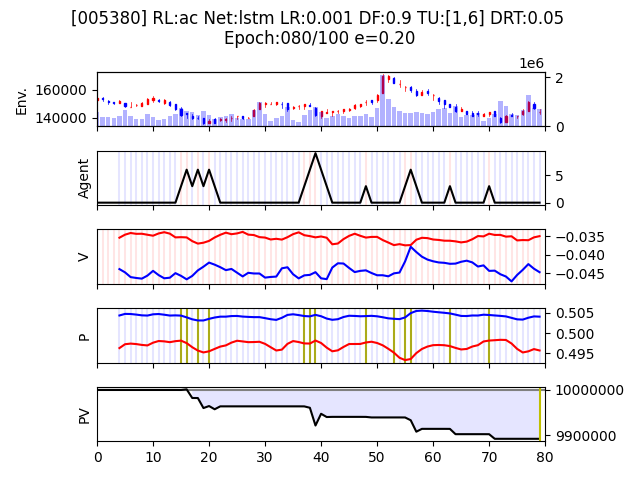 [005380] RL:ac Net:lstm LR:0.001 DF:0.9 TU:[1,6] DRT:0.05
Epoch:080/100 e=0.20
1e6
Env.
160000
140000
2
0
Agent
5
0
V
−0.035
−0.040
−0.045
P
0.505
0.500
0.495
PV
10000000
9900000
0 10 20 30 40 50 60 70 80